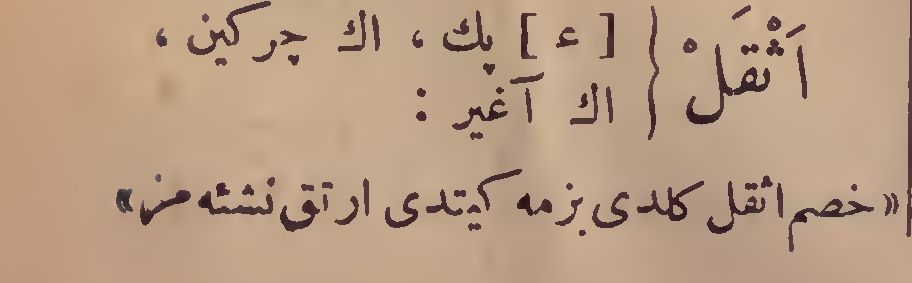 اَثْقَلْ } [ ء ] پك ، اك چركين ،
اك آغير :
«خصم اثقل كلدى بزمه كيتدى ارتق نشئه مز»